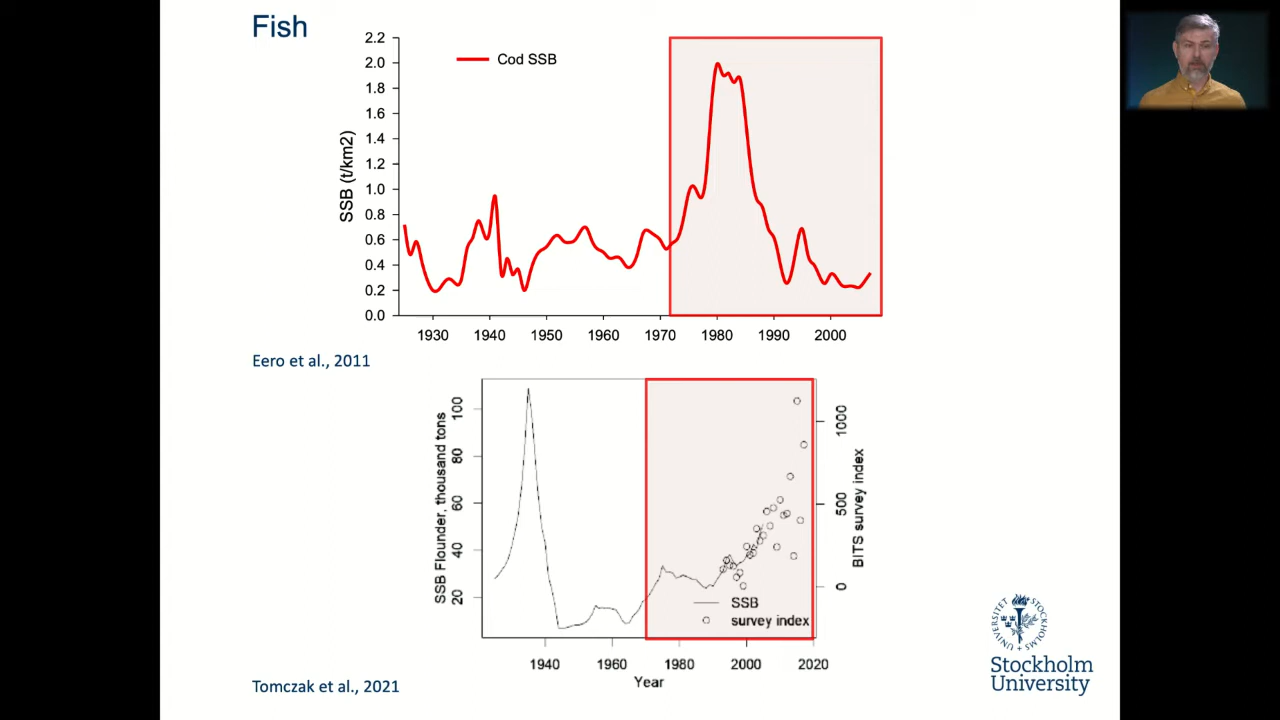 Fish
2.2
2.0
1.8
1.6
1.4
1.2
1.0
0.8
0.6
0.4
0.2
0.0
SSB (t/km2)
Cod SSB
1930 1940 1950 1960 1970 1980 1990 2000
Eero et al., 2011
SSB Flounder, thousand tons
100
80
60
40
20
1000
500
0
BITS survey index
SSB
survey index
1940 1960 1980 2000 2020
Year
Tomczak et al., 2021
STOCKHOLMS
UNIVERSITET
Stockholm
University